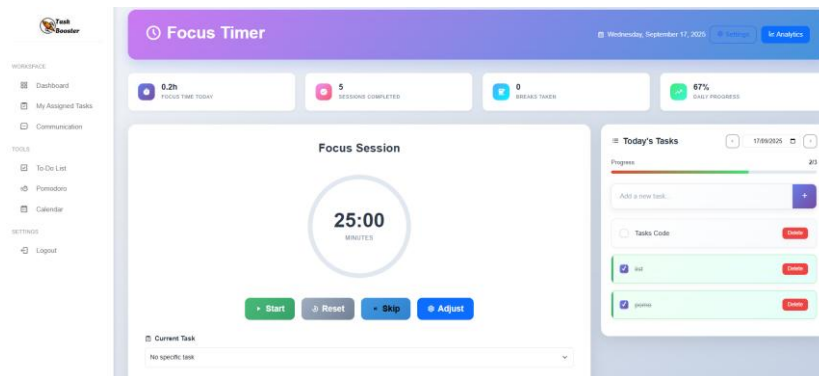 Task
Booster
WORKSPACE
Dashboard
My Assigned Tasks
Communication
TOOLS
To-Do List
Pomodoro
Calendar
SETTINGS
Logout
Focus Timer
Wednesday, September 17, 2025
Settings
Analytics
0.2h
FOCUS TIME TODAY
5
SESSIONS COMPLETED
0
BREAKS TAKEN
67%
DAILY PROGRESS
Focus Session
25:00
MINUTES
Start
Reset
Skip
Adjust
Current Task
No specific task
Today's Tasks
17/09/2025
Progress
2/3
Add a new task..
+
Tasks Code
Delete
Delete
Delete